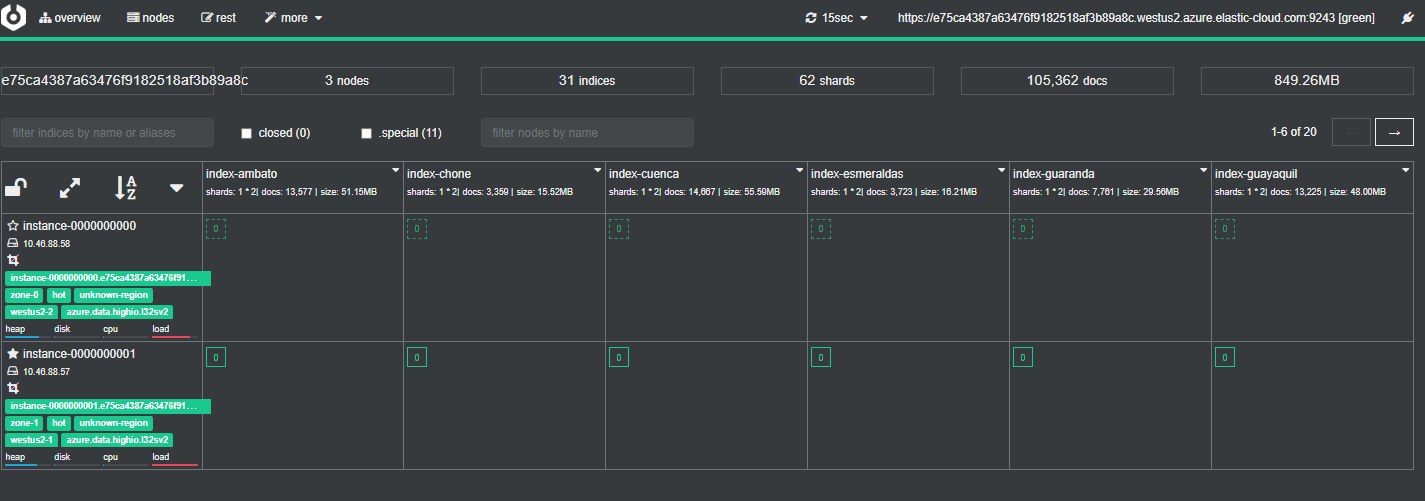 overview nodes rest more 15sec https://e75ca4387a63476f9182518af3b89a8c.westus2.azure.elastic-cloud.com:9243 [green]
e75ca4387a63476f9182518af3b89a8c 3 nodes 31 indices 62 shards 105,362 docs 849.26MB
filter indices by name or aliases closed (0) .special (11) filter nodes by name 1-6 of 20 ← →
A Z index-ambato index-chone index-cuenca index-esmeraldas index-guaranda index-guayaquil
shards: 1 * 2| docs: 13,577 | size: 51.15MB shards: 1 * 2| docs: 3,359 | size: 15.52MB shards: 1 * 2| docs: 14,667 | size: 55.59MB shards: 1 * 2| docs: 3,723 | size: 16.21MB shards: 1 * 2| docs: 7,761 | size: 29.56MB shards: 1 * 2| docs: 13,225 | size: 48.00MB
instance-0000000000 0 0 0 0 0 0
10.46.88.58
instance-0000000000.e75ca4387a63476f91...
zone-0 hot unknown-region
westus2-2 azure.data.highio.l32sv2
heap disk cpu load
instance-0000000001 0 0 0 0 0 0
10.46.88.57
instance-0000000001.e75ca4387a63476f91...
zone-1 hot unknown-region
westus2-1 azure.data.highio.l32sv2
heap disk cpu load